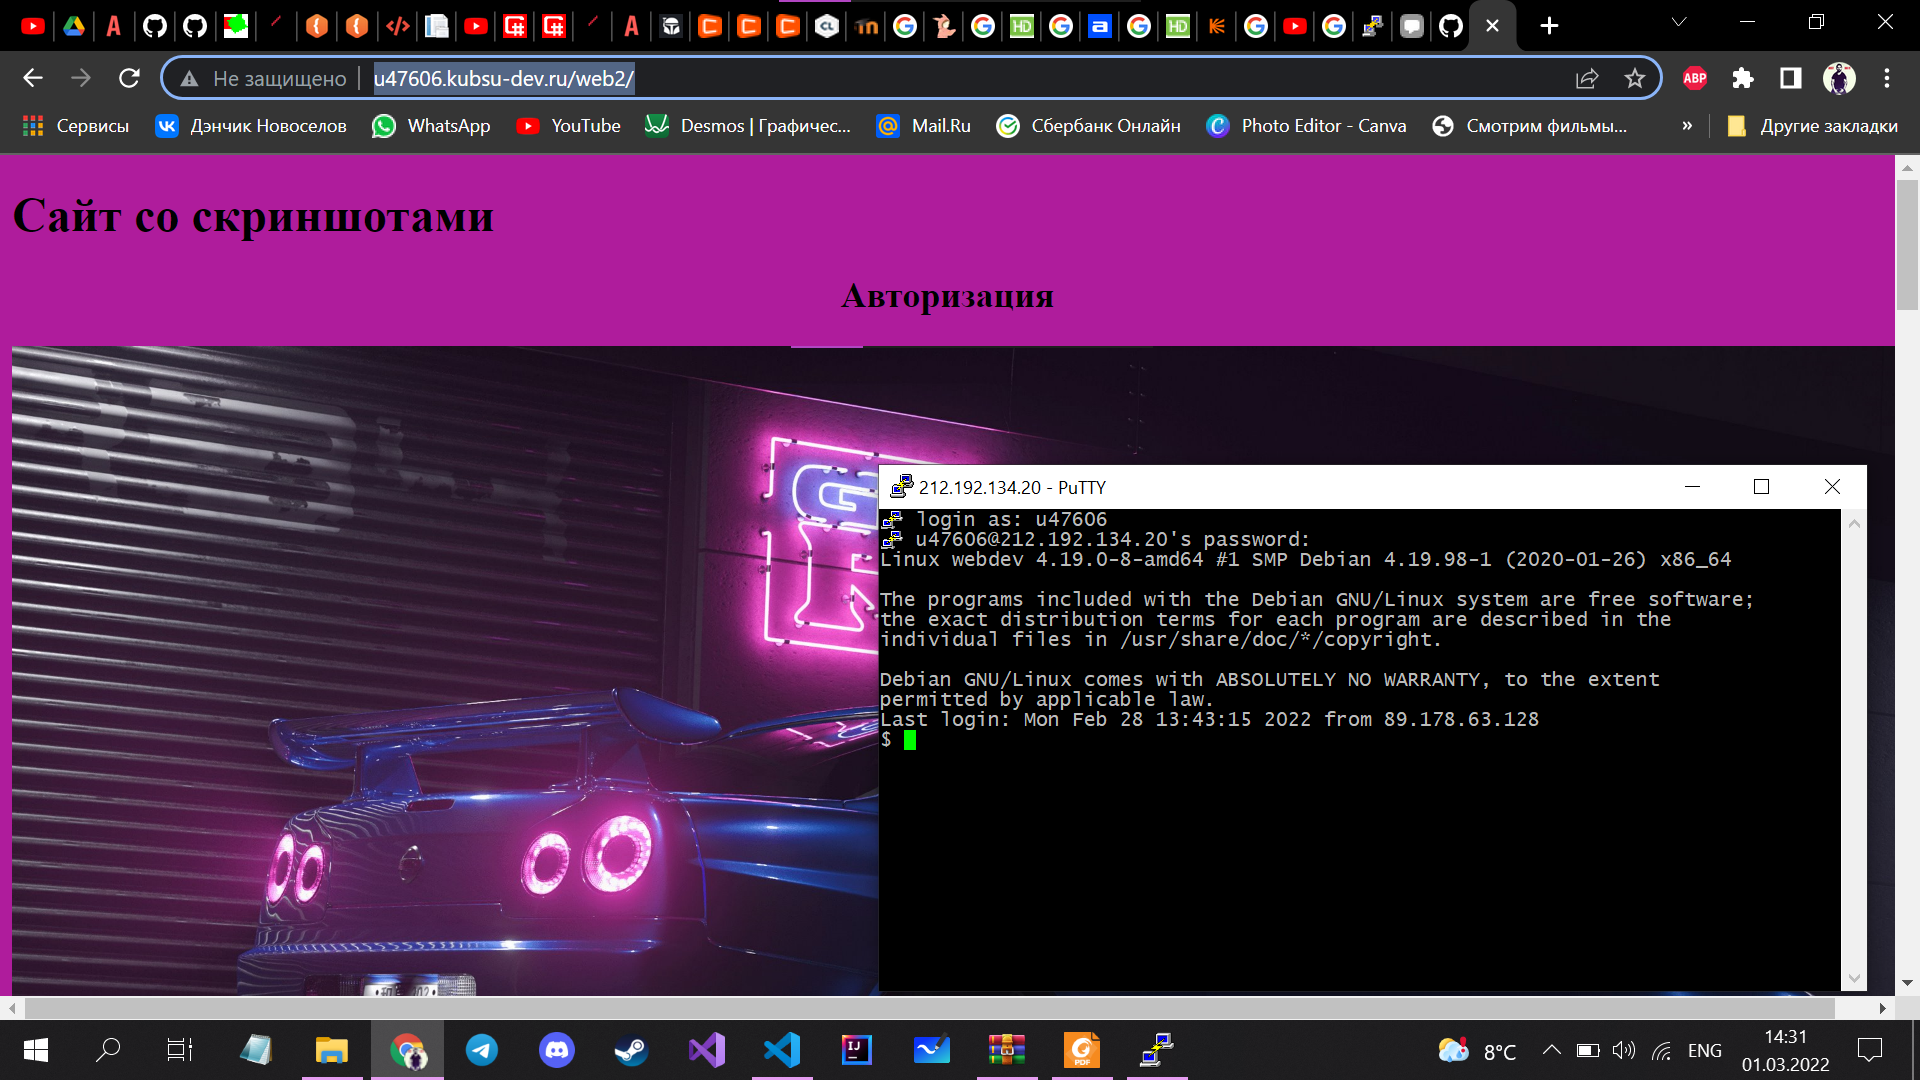 Не защищено
u47606.kubsu-dev.ru/web2/
ABP
Сервисы
Дэнчик Новоселов
WhatsApp
YouTube
Desmos | Графичес...
Mail.Ru
Сбербанк Онлайн
Photo Editor - Canva
Смотрим фильмы...
»
Другие закладки
Сайт со скриншотами
Авторизация
212.192.134.20 - PuTTY
login as: u47606
u47606@212.192.134.20's password:
Linux webdev 4.19.0-8-amd64 #1 SMP Debian 4.19.98-1 (2020-01-26) x86_64
The programs included with the Debian GNU/Linux system are free software;
the exact distribution terms for each program are described in the
individual files in /usr/share/doc/*/copyright.
Debian GNU/Linux comes with ABSOLUTELY NO WARRANTY, to the extent
permitted by applicable law.
Last login: Mon Feb 28 13:43:15 2022 from 89.178.63.128
$
8°C
ENG
14:31
01.03.2022